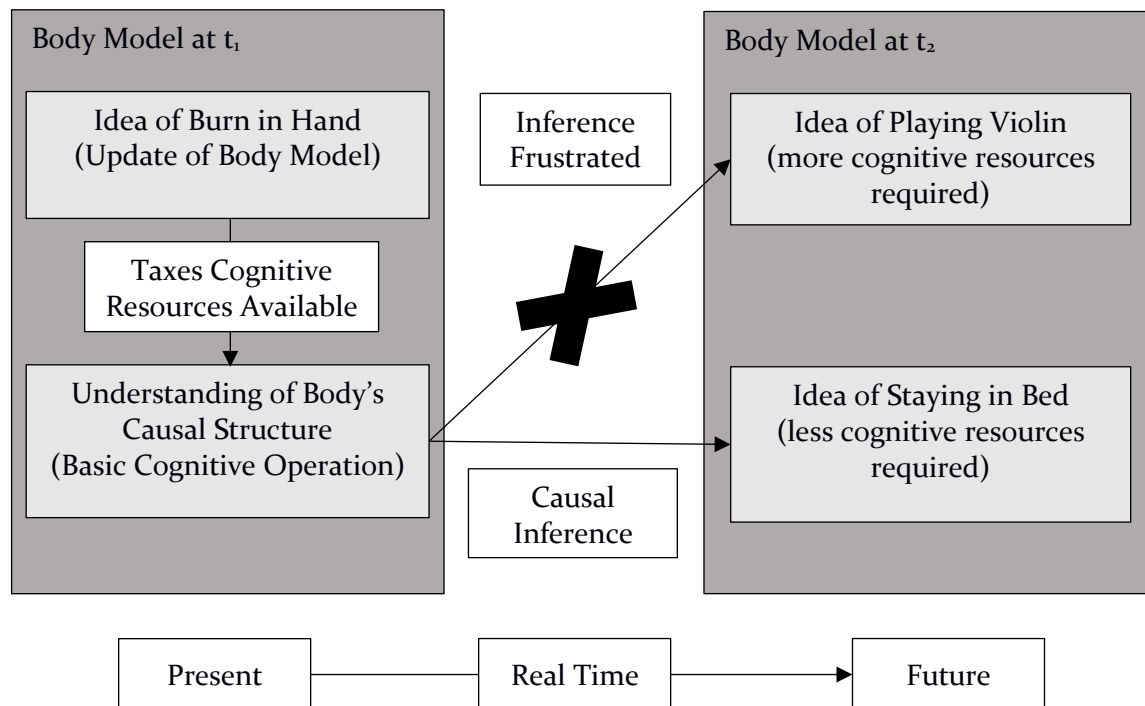 Body Model at t₁
Idea of Burn in Hand
(Update of Body Model)
Taxes Cognitive
Resources Available
Understanding of Body’s
Causal Structure
(Basic Cognitive Operation)
Inference
Frustrated
Causal
Inference
Body Model at t₂
Idea of Playing Violin
(more cognitive resources
required)
Idea of Staying in Bed
(less cognitive resources
required)
Present
Real Time
Future